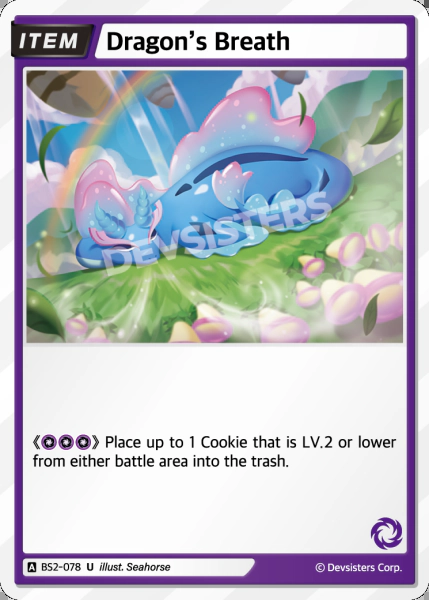 ITEM
Dragon's Breath
DEVSISTERS
《》 Place up to 1 Cookie that is LV.2 or lower
from either battle area into the trash.
A BS2-078 U illust. Seahorse
© Devsisters Corp.